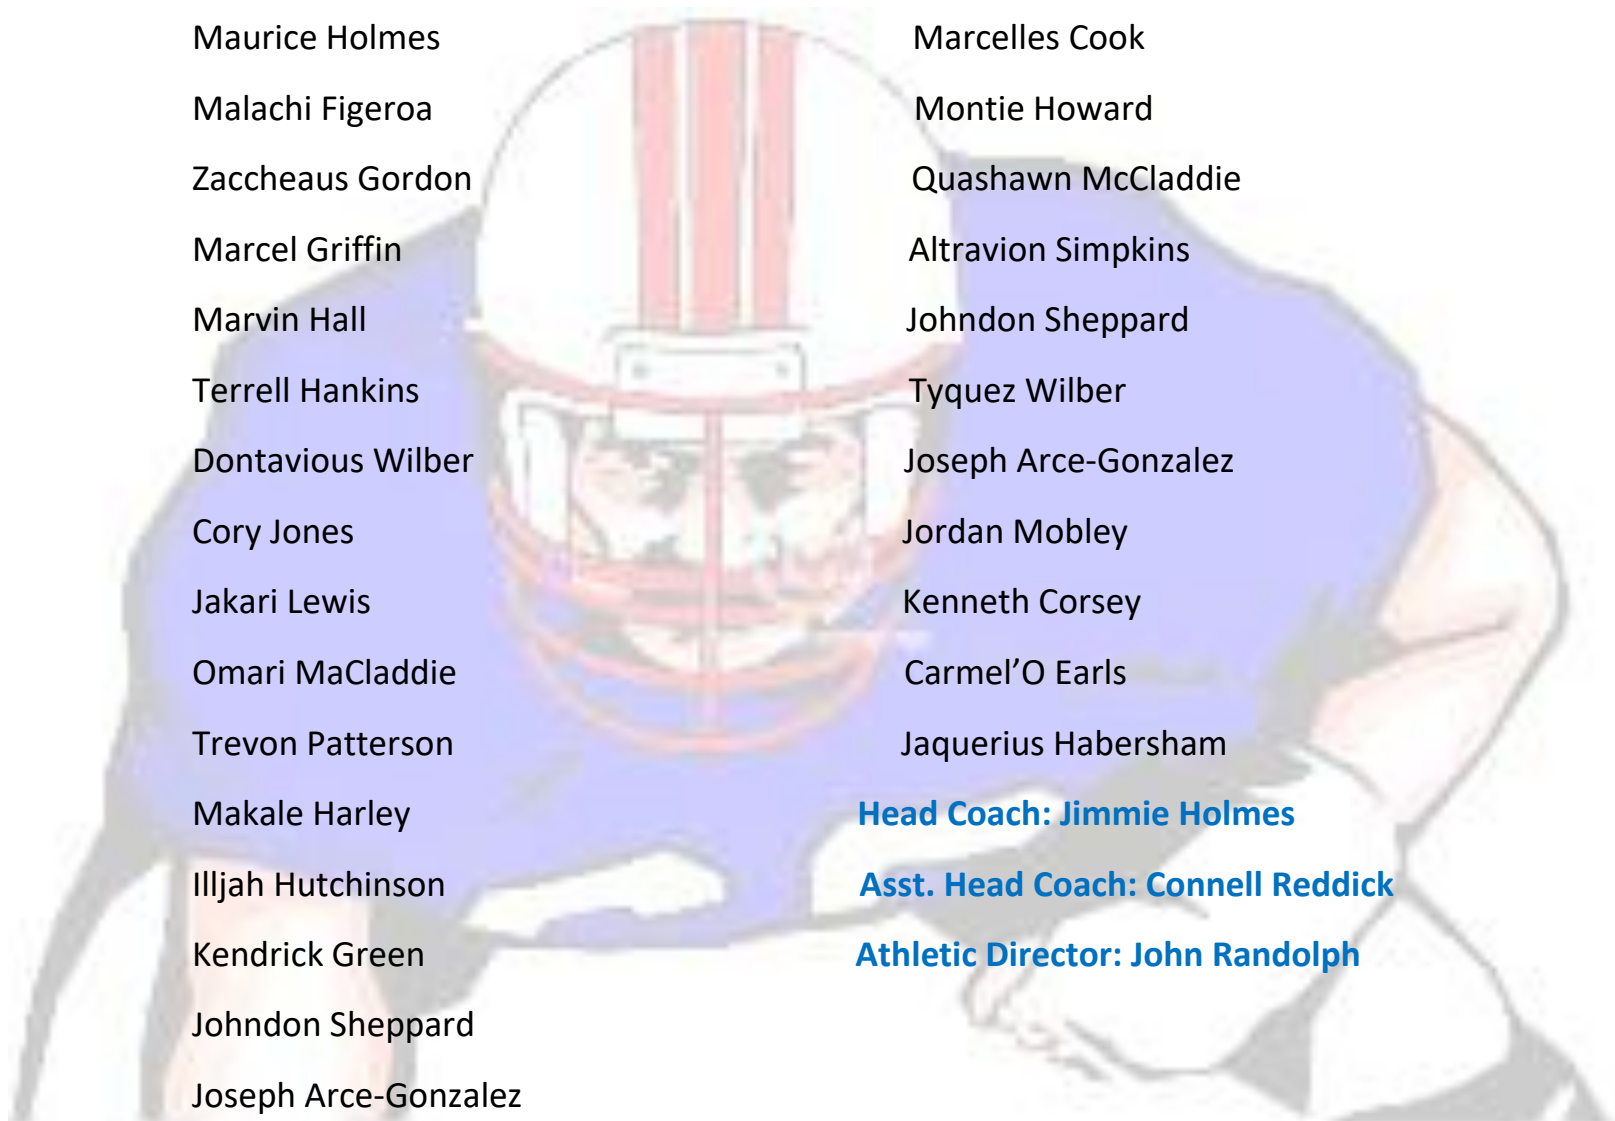 Maurice Holmes
Malachi Figeroa
Zaccheaus Gordon
Marcel Griffin
Marvin Hall
Terrell Hankins
Dontavious Wilber
Cory Jones
Jakari Lewis
Omari MaCladdie
Trevon Patterson
Makale Harley
Illjah Hutchinson
Kendrick Green
Johndon Sheppard
Joseph Arce-Gonzalez
Marcelles Cook
Montie Howard
Quashawn McCladdie
Altravion Simpkins
Johndon Sheppard
Tyquez Wilber
Joseph Arce-Gonzalez
Jordan Mobley
Kenneth Corsey
Carmel’O Earls
Jaquerius Habersham
Head Coach: Jimmie Holmes
Asst. Head Coach: Connell Reddick
Athletic Director: John Randolph